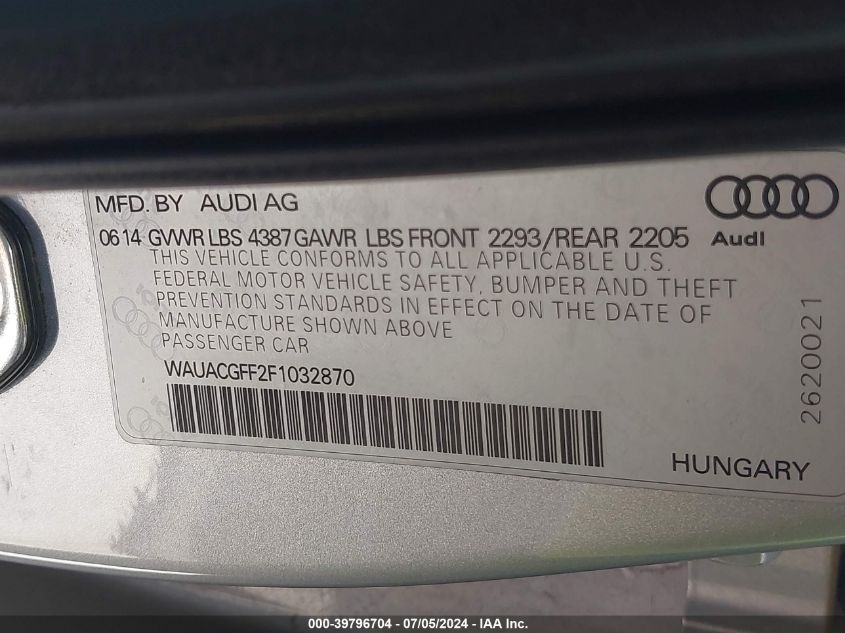 MFD. BY AUDI AG
06 14 GVWR LBS 4387 GAWR LBS FRONT 2293/REAR 2205
Audi
THIS VEHICLE CONFORMS TO ALL APPLICABLE U.S.
FEDERAL MOTOR VEHICLE SAFETY, BUMPER AND THEFT
PREVENTION STANDARDS IN EFFECT ON THE DATE OF
MANUFACTURE SHOWN ABOVE
PASSENGER CAR
WAUACGFF2F1032870
2620021
HUNGARY
000-39796704 - 07/05/2024 - IAA Inc.